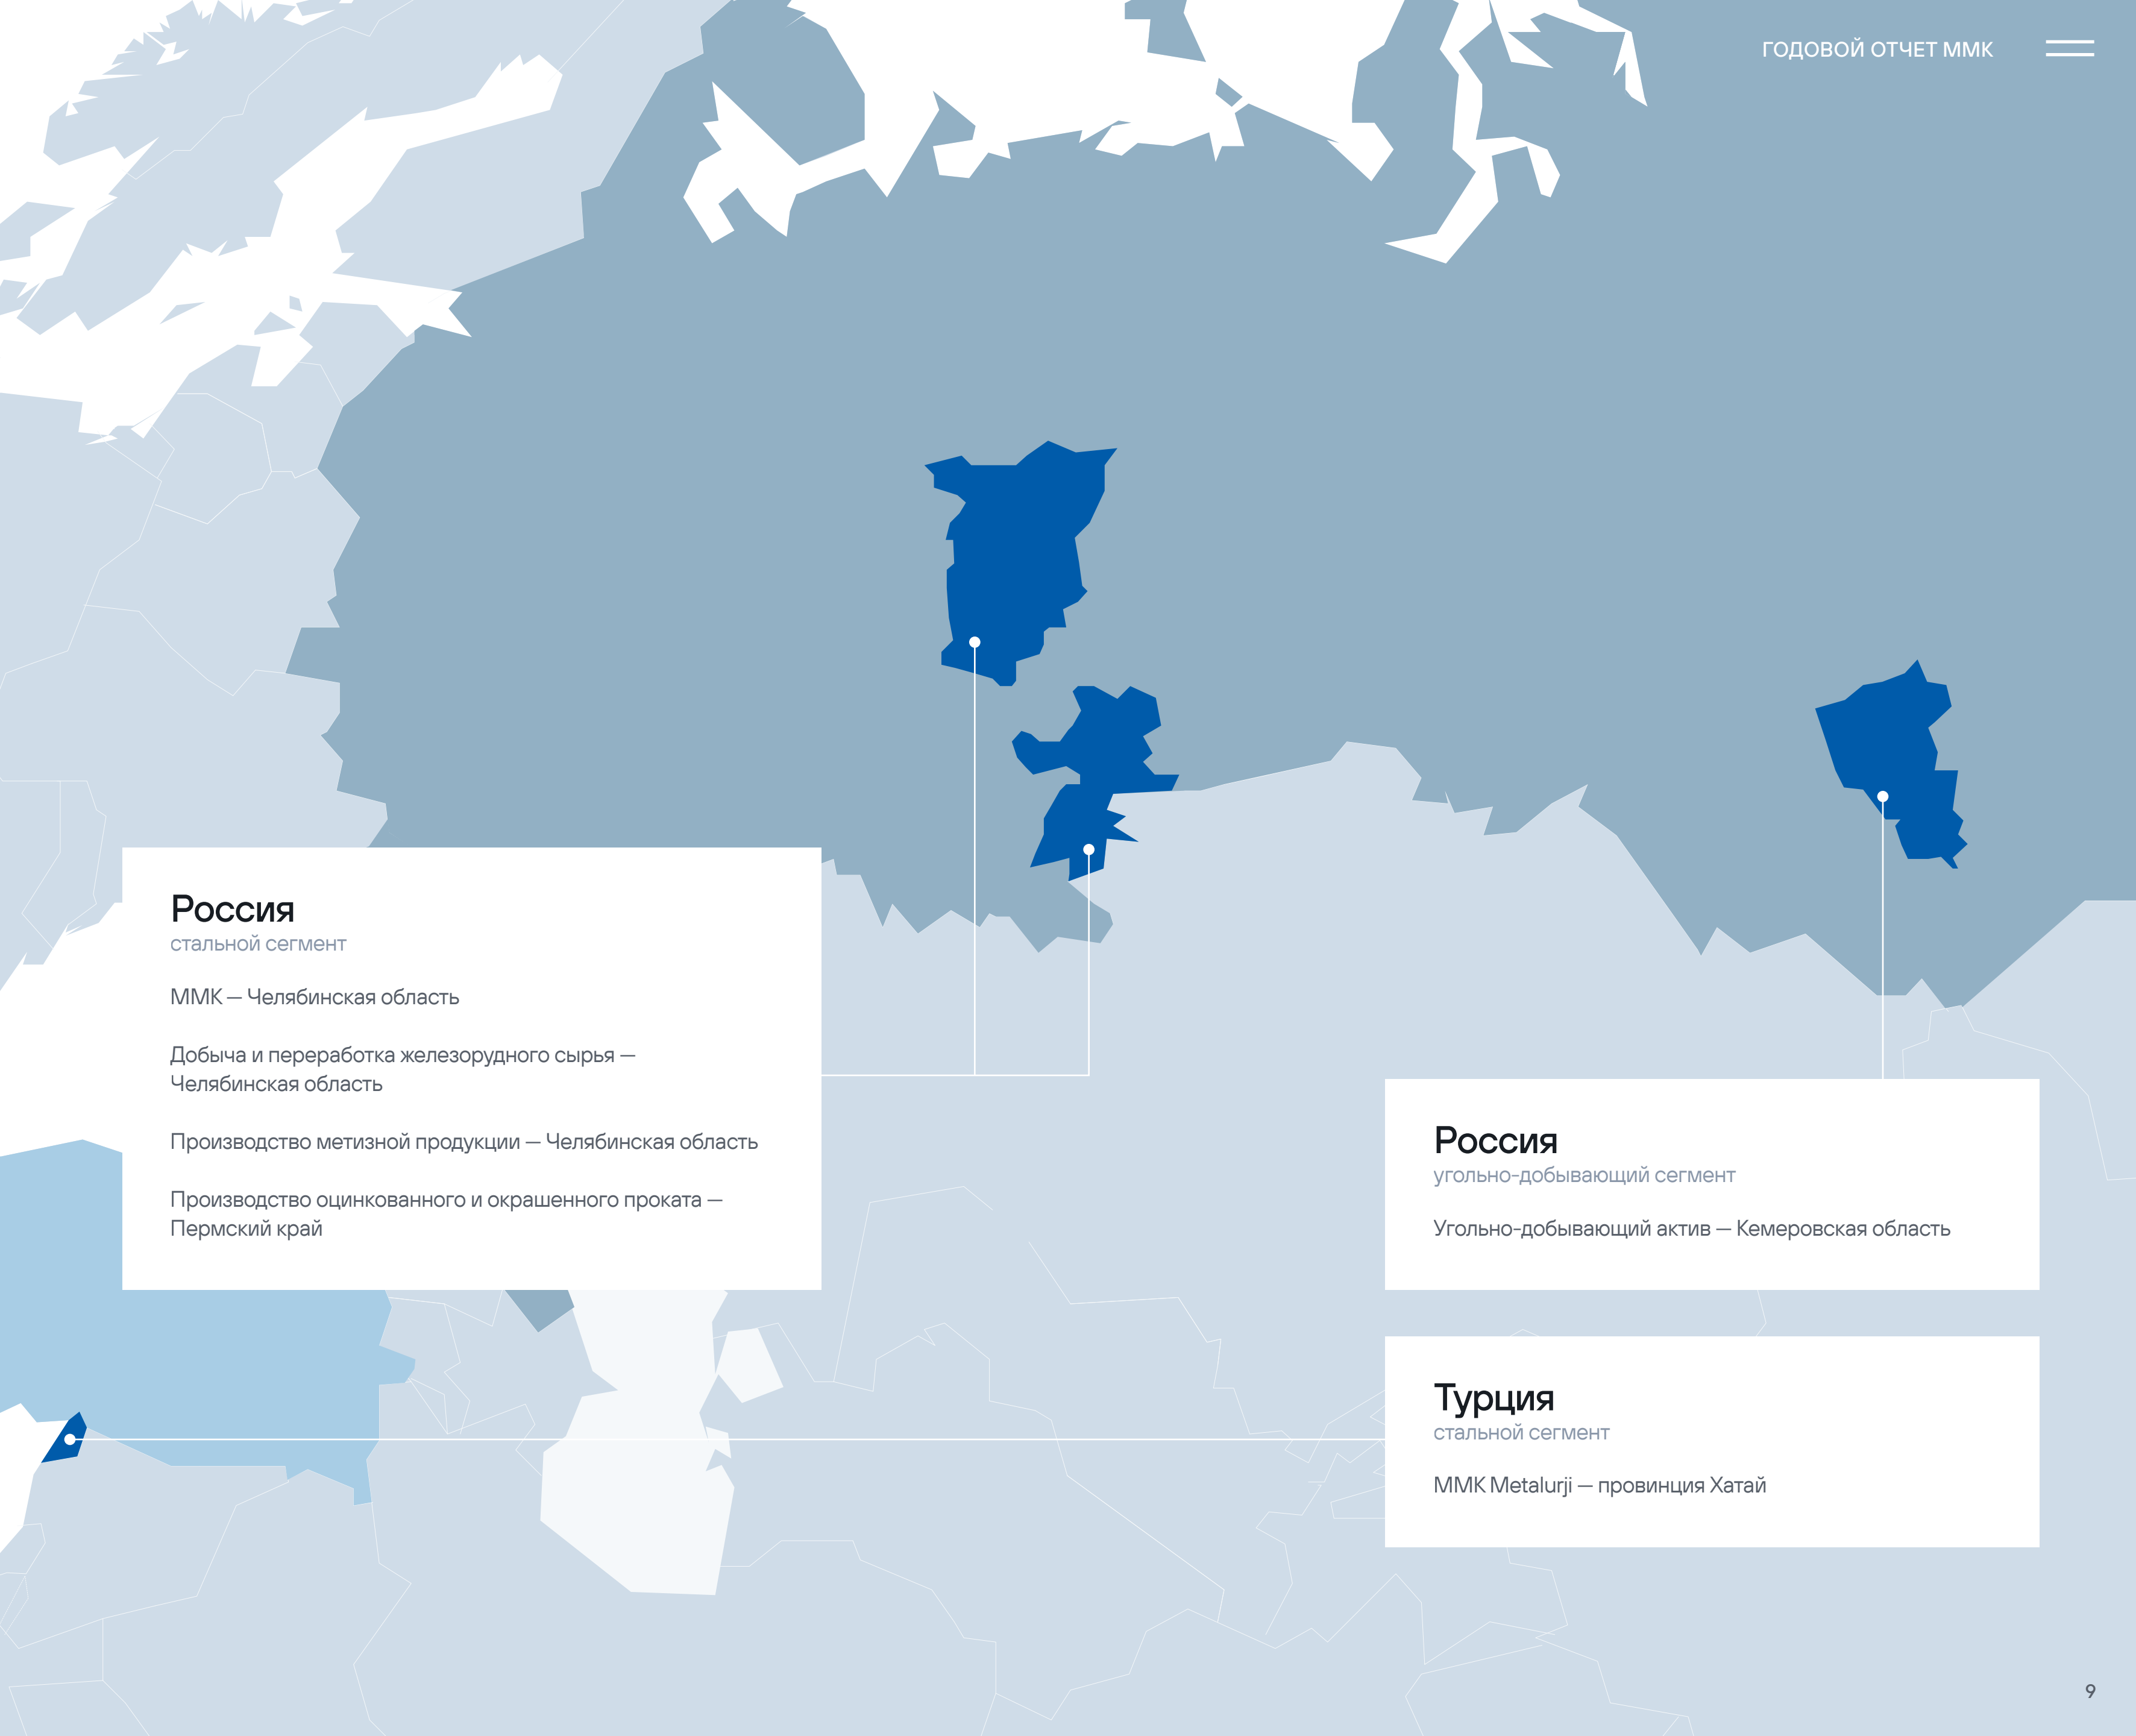 ГОДОВОЙ ОТЧЕТ ММК
Россия
стальной сегмент
ММК — Челябинская область
Добыча и переработка железорудного сырья —
Челябинская область
Производство метизной продукции — Челябинская область
Производство оцинкованного и окрашенного проката —
Пермский край
Россия
угольно-добывающий сегмент
Угольно-добывающий актив — Кемеровская область
Турция
стальной сегмент
MMK Metalurji — провинция Хатай
9